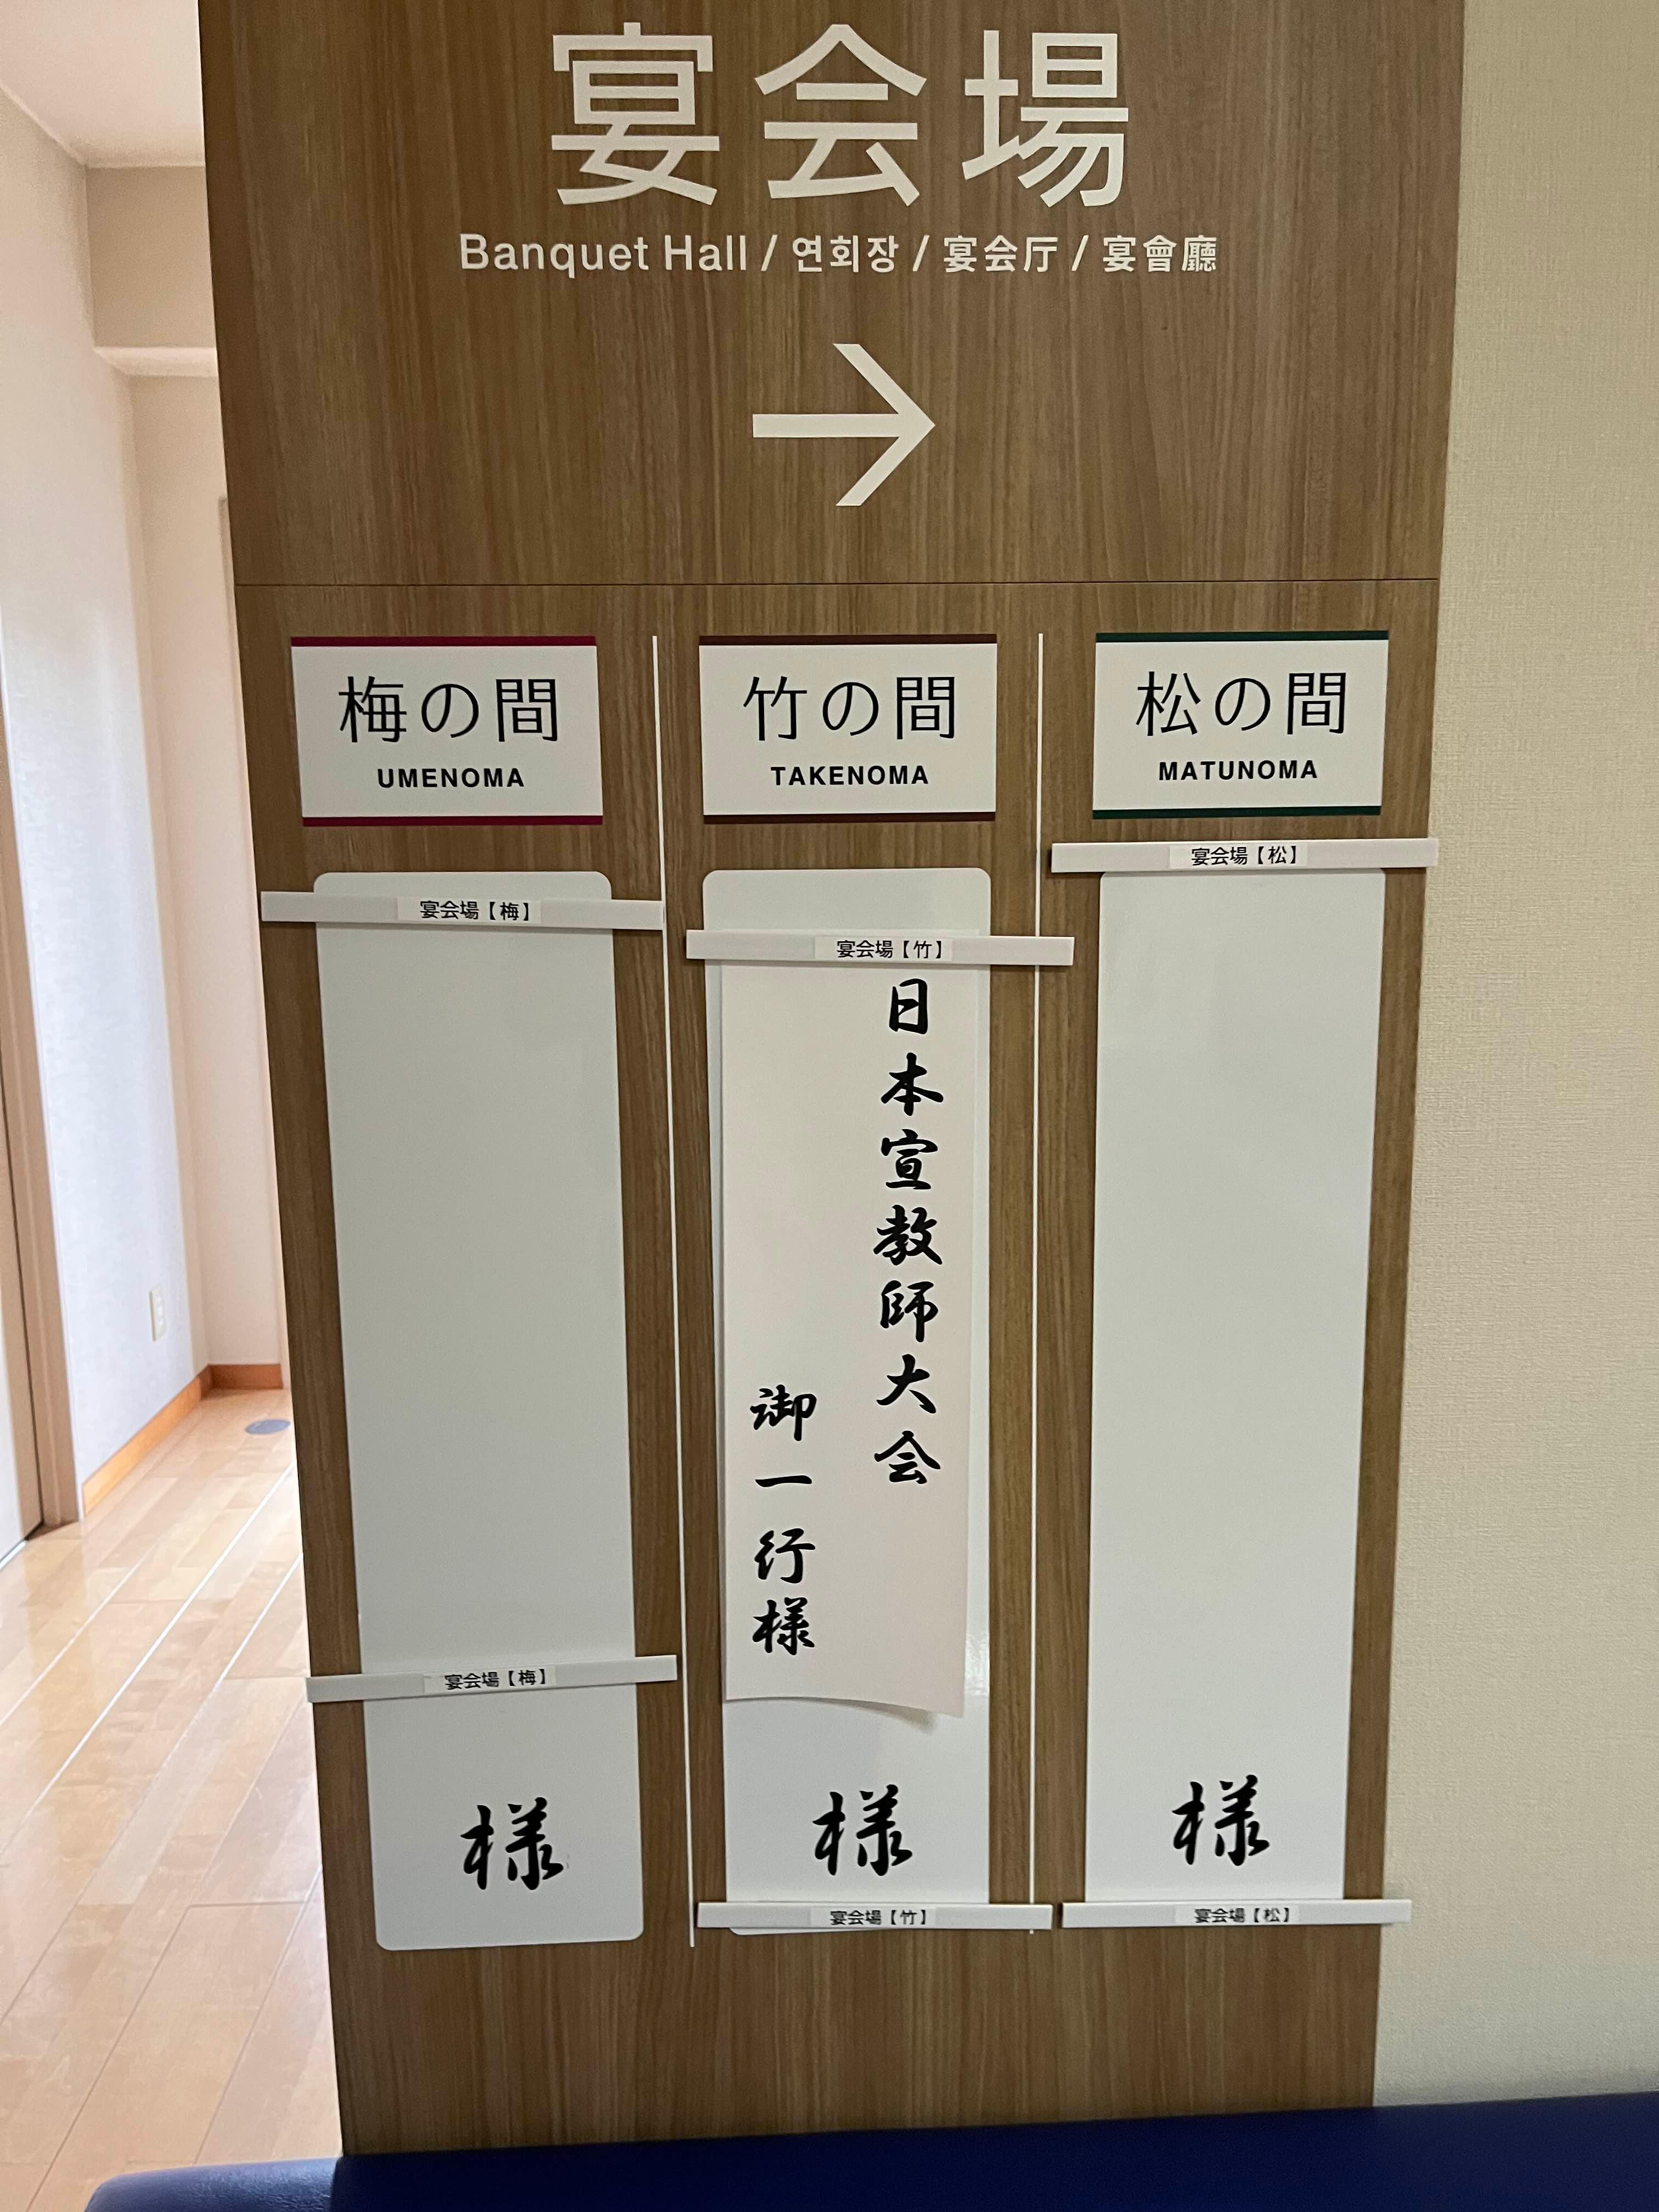 宴会場
Banquet Hall / 연회장 / 宴会厅 / 宴會廳
→
梅の間
UMENOMA
宴会場【梅】
宴会場【梅】
様
竹の間
TAKENOMA
宴会場【竹】
日本宣教師大会
御一行様
様
宴会場【竹】
松の間
MATUNOMA
宴会場【松】
様
宴会場【松】